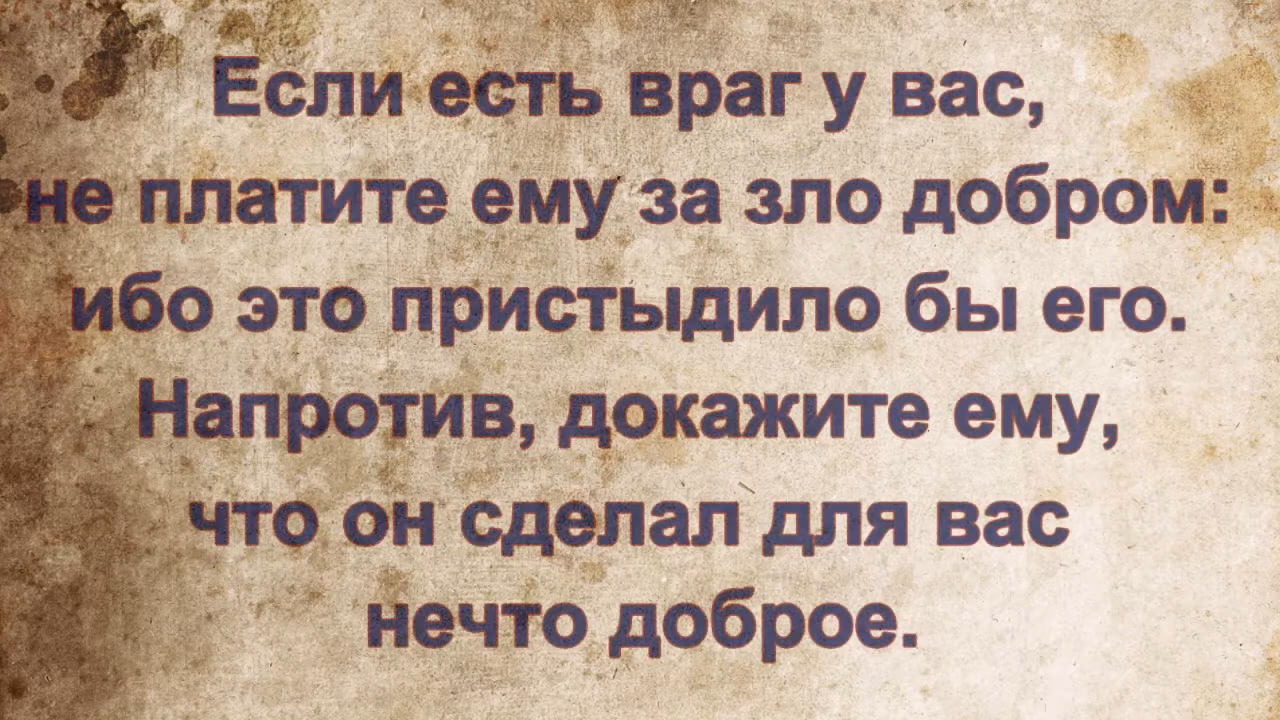 Если есть враг у вас,
не платите ему за зло добром:
ибо это пристыдило бы его.
Напротив, докажите ему,
что он сделал для вас
нечто доброе.